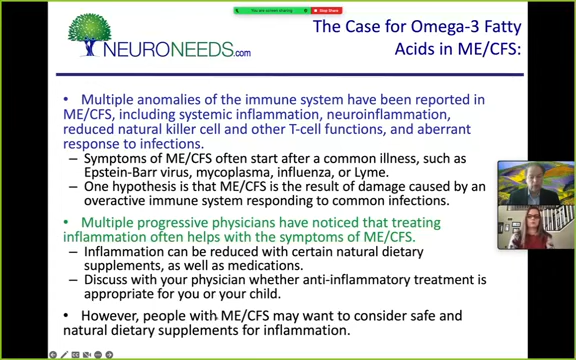 You are screen sharing Stop Share
The Case for Omega-3 Fatty
Acids in ME/CFS:
NEURONEEDS.com
• Multiple anomalies of the immune system have been reported in
ME/CFS, including systemic inflammation, neuroinflammation,
reduced natural killer cell and other T-cell functions, and aberrant
response to infections.
– Symptoms of ME/CFS often start after a common illness, such as
Epstein-Barr virus, mycoplasma, influenza, or Lyme.
– One hypothesis is that ME/CFS is the result of damage caused by an
overactive immune system responding to common infections.
• Multiple progressive physicians have noticed that treating
inflammation often helps with the symptoms of ME/CFS.
– Inflammation can be reduced with certain natural dietary
supplements, as well as medications.
– Discuss with your physician whether anti-inflammatory treatment is
appropriate for you or your child.
• However, people with ME/CFS may want to consider safe and
natural dietary supplements for inflammation.